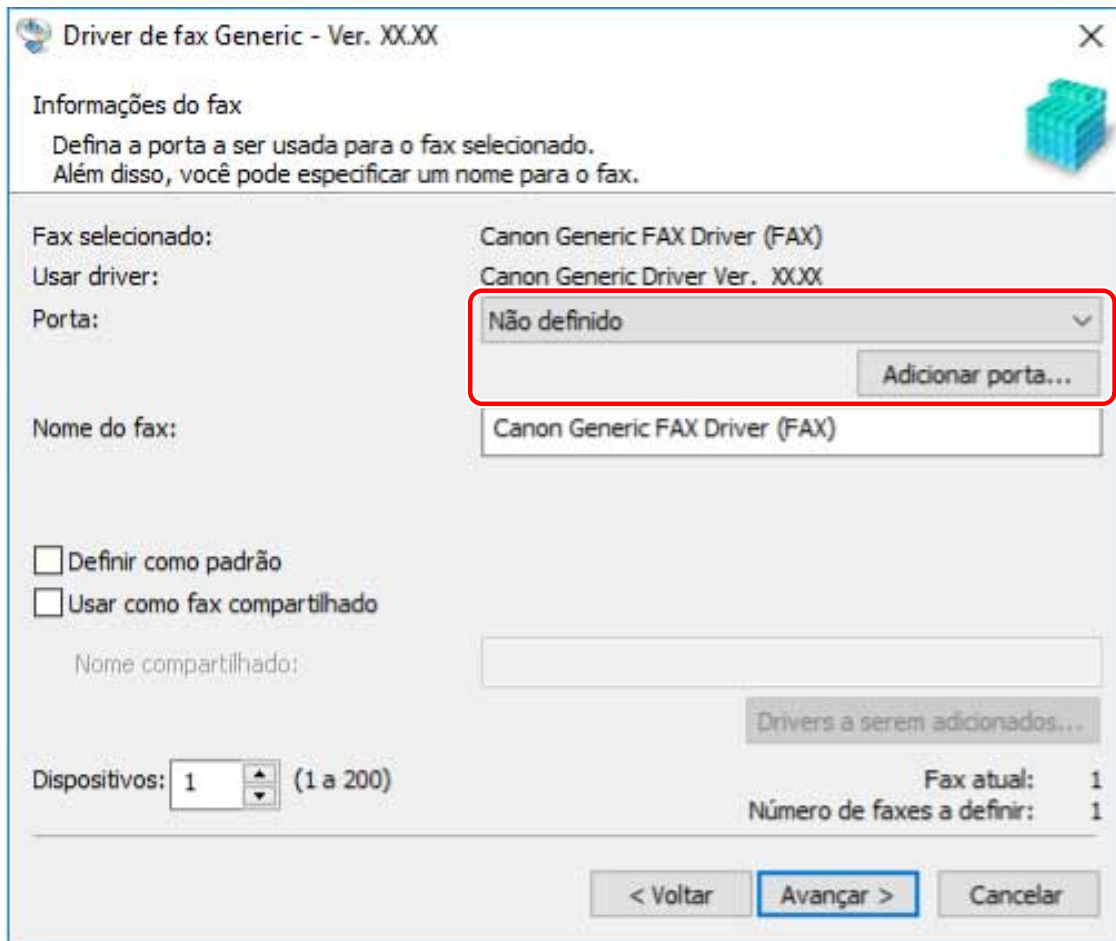 Driver de fax Generic - Ver. XX.XX
Informações do fax
Defina a porta a ser usada para o fax selecionado.
Além disso, você pode especificar um nome para o fax.
Fax selecionado: Canon Generic FAX Driver (FAX)
Usar driver: Canon Generic Driver Ver. XX.XX
Porta: Não definido
Adicionar porta...
Nome do fax: Canon Generic FAX Driver (FAX)
Definir como padrão
Usar como fax compartilhado
Nome compartilhado:
Drivers a serem adicionados...
Dispositivos: 1 (1 a 200) Fax atual: 1
Número de faxes a definir: 1
< Voltar Avançar > Cancelar